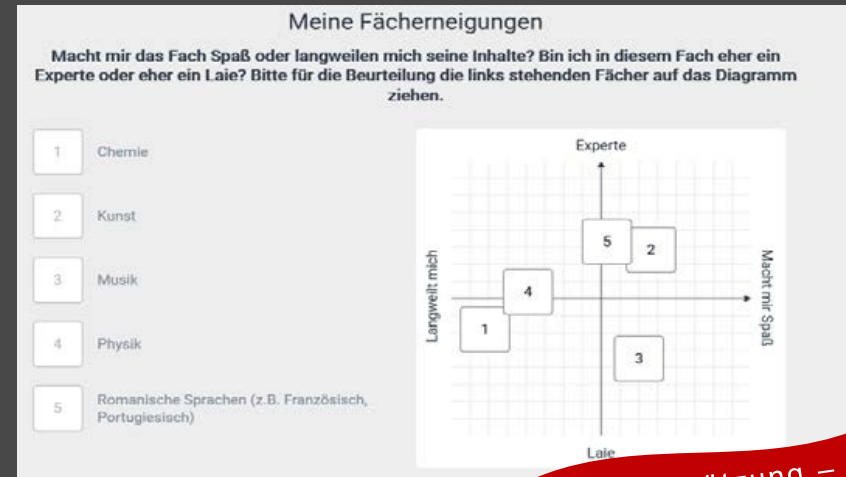 Meine Fächerneigungen
Macht mir das Fach Spaß oder langweilen mich seine Inhalte? Bin ich in diesem Fach eher ein
Experte oder eher ein Laie? Bitte für die Beurteilung die links stehenden Fächer auf das Diagramm
ziehen.
1 Chemie
2 Kunst
3 Musik
4 Physik
5 Romanische Sprachen (z.B. Französisch,
Portugiesisch)
Experte
Langweilt mich
Macht mir Spaß
5
2
4
1
3
Laie